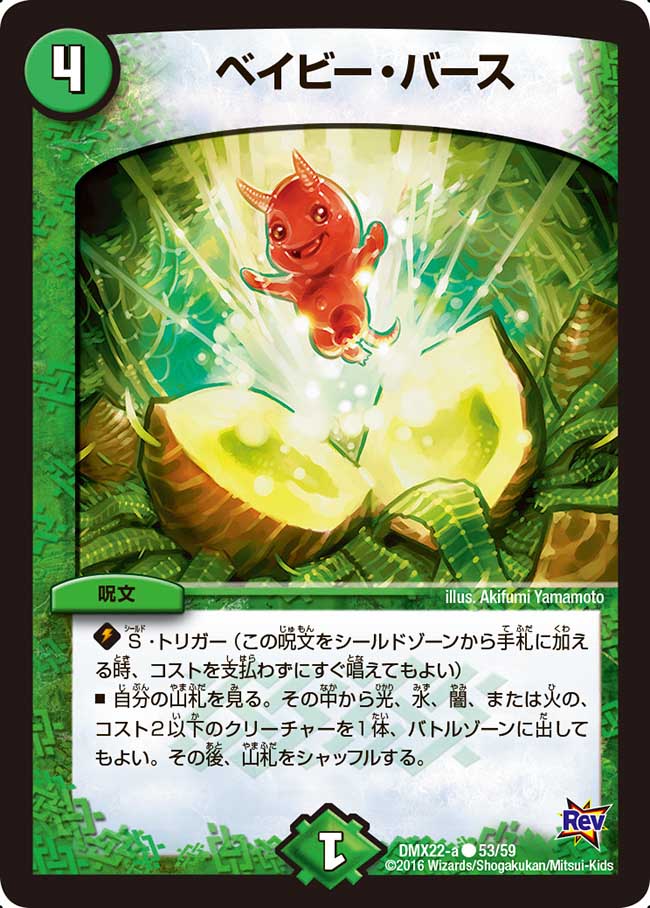 4
ベイビー・バース
呪文
illus. Akifumi Yamamoto
S・トリガー（この呪文をシールドゾーンから手札に加え
る時、コストを支払わずにすぐ唱えてもよい）
■ 自分の山札を見る。その中から光、水、闇、または火の、
コスト2以下のクリーチャーを1体、バトルゾーンに出して
もよい。その後、山札をシャッフルする。
Rev
1
DMX22-a●53/59
©2016 Wizards/Shogakukan/Mitsui-Kids